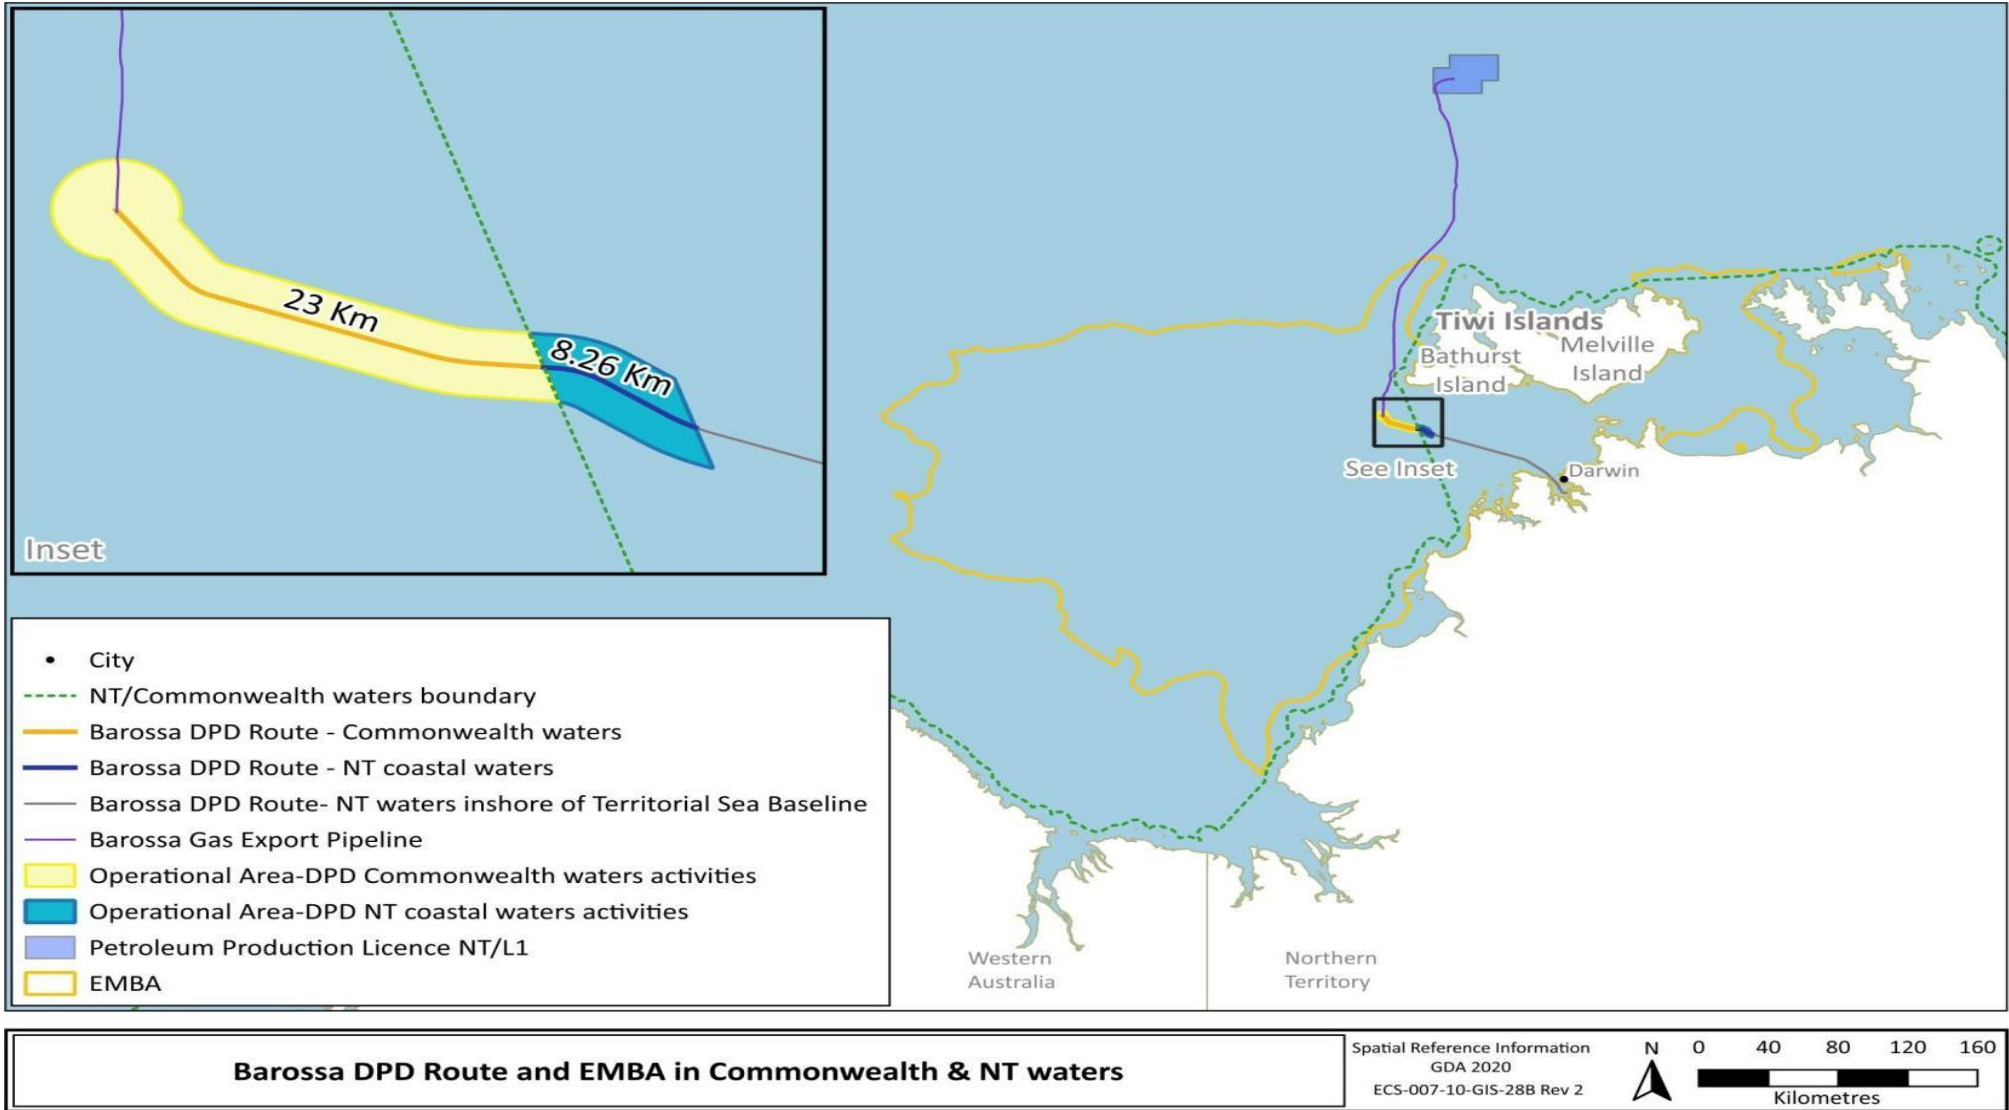 23 Km
8.26 Km
Inset
Tiwi Islands
Bathurst
Island
Melville
Island
See Inset
Darwin
City
NT/Commonwealth waters boundary
Barossa DPD Route - Commonwealth waters
Barossa DPD Route - NT coastal waters
Barossa DPD Route- NT waters inshore of Territorial Sea Baseline
Barossa Gas Export Pipeline
Operational Area-DPD Commonwealth waters activities
Operational Area-DPD NT coastal waters activities
Petroleum Production Licence NT/L1
EMBA
Western
Australia
Northern
Territory
Barossa DPD Route and EMBA in Commonwealth & NT waters
Spatial Reference Information
GDA 2020
ECS-007-10-GIS-28B Rev 2
N
0 40 80 120 160
Kilometres